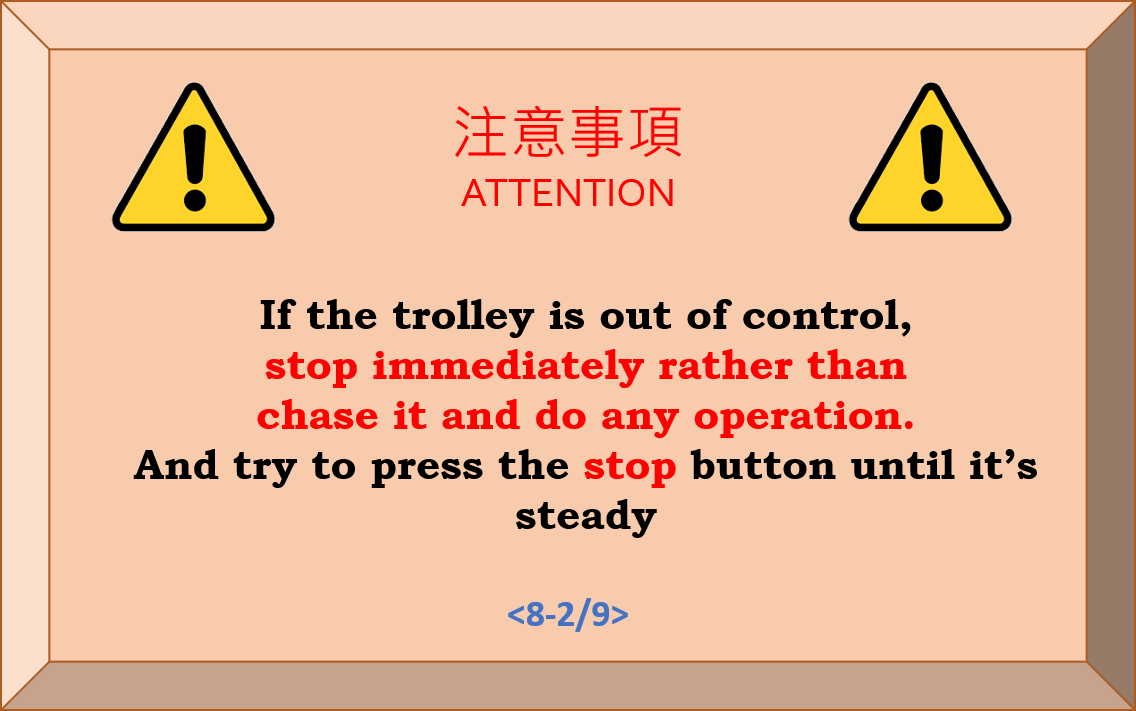 注意事項
ATTENTION
If the trolley is out of control,
stop immediately rather than
chase it and do any operation.
And try to press the stop button until it’s
steady
<8-2/9>